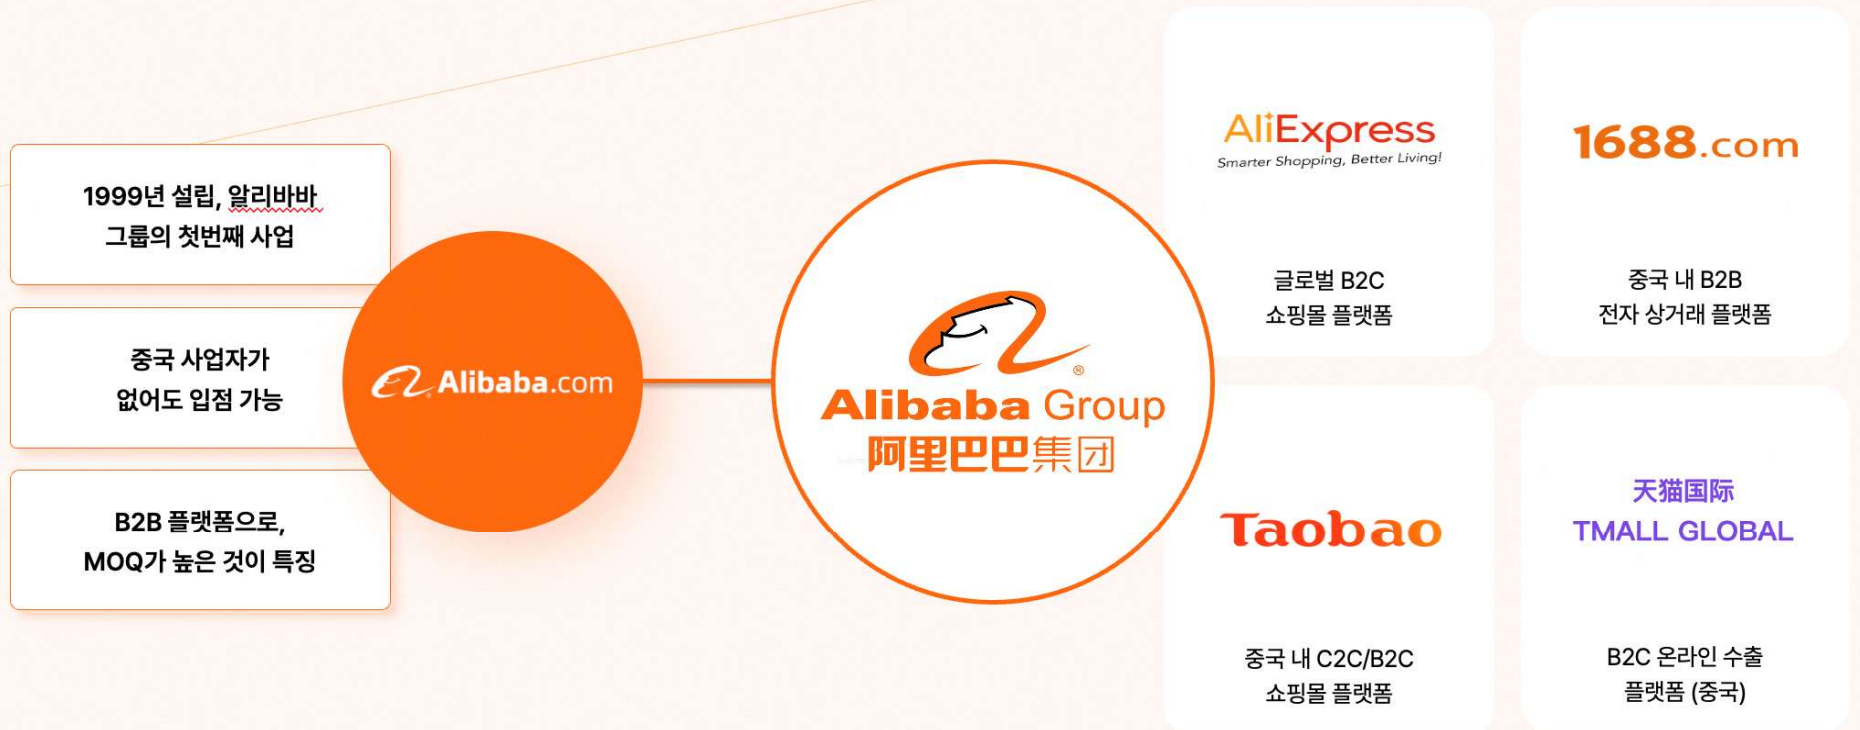 1999년 설립, 알리바바
그룹의 첫번째 사업
중국 사업자가
없어도 입점 가능
B2B 플랫폼으로,
MOQ가 높은 것이 특징
Alibaba.com
®
Alibaba Group
阿里巴巴集团
AliExpress
Smarter Shopping, Better Living!
글로벌 B2C
쇼핑몰 플랫폼
1688.com
중국 내 B2B
전자 상거래 플랫폼
Taobao
중국 내 C2C/B2C
쇼핑몰 플랫폼
天猫国际
TMALL GLOBAL
B2C 온라인 수출
플랫폼 (중국)